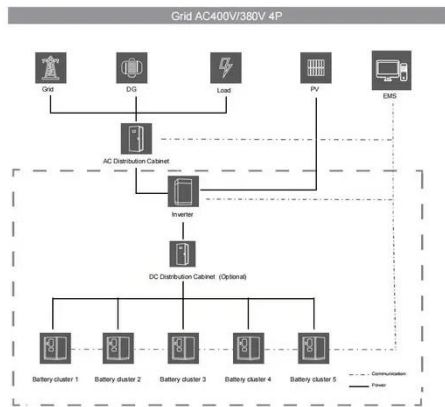 Grid AC400V/380V 4P
Grid
DG
Load
PV
EMS
AC Distribution Cabinet
Inverter
DC Distribution Cabinet (Optional)
Battery cluster 1
Battery cluster 2
Battery cluster 3
Battery cluster 4
Battery cluster 5
Communication
Power